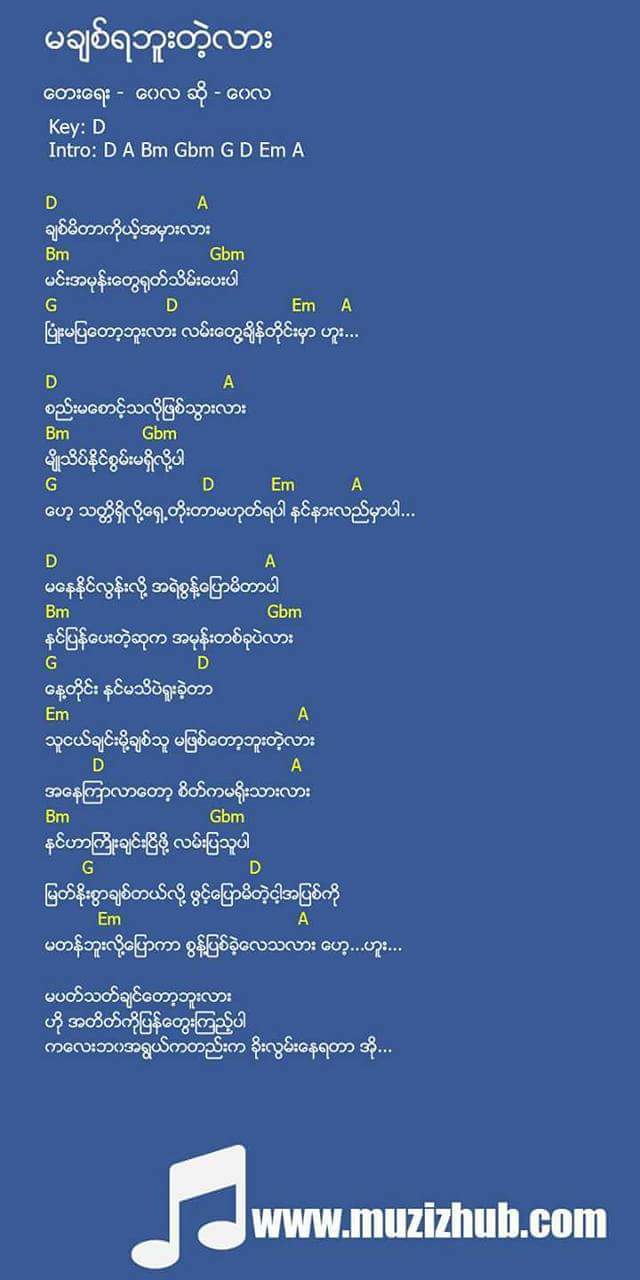 မချစ်ရဘူးတဲ့လား
တေးရေး - ဝေလ ဆို - ဝေလ
Key: D
Intro: D A Bm Gbm G D Em A
D A
ချစ်မိတာကိုယ့်အမှားလား
Bm Gbm
မင်းအမုန်းတွေရုတ်သိမ်းပေးပါ
G D Em A
ပြုံးမပြတော့ဘူးလား လမ်းတွေ့ချိန်တိုင်းမှာ ဟူး...
D A
စည်းမစောင့်သလိုဖြစ်သွားလား
Bm Gbm
မျိုသိပ်နိုင်စွမ်းမရှိလို့ပါ
G D Em A
ဟေ့ သတ္တိရှိလို့ရှေ့တိုးတာမဟုတ်ရပါ နင်နားလည်မှာပါ...
D A
မနေနိုင်လွန်းလို့ အရဲစွန့်ပြောမိတာပါ
Bm Gbm
နင်ပြန်ပေးတဲ့ဆုက အမုန်းတစ်ခုပဲလား
G D
နေ့တိုင်း နင်မသိပဲရူးခဲ့တာ
Em A
သူငယ်ချင်းမို့ချစ်သူ မဖြစ်တော့ဘူးတဲ့လား
D A
အနေကြာလာတော့ စိတ်ကမရိုးသားလား
Bm Gbm
နင်ဟာကြိုးချင်းငြိဖို့ လမ်းပြသူပါ
G D
မြတ်နိုးစွာချစ်တယ်လို့ ဖွင့်ပြောမိတဲ့ငါ့အပြစ်ကို
Em A
မတန်ဘူးလို့ပြောကာ စွန့်ပြစ်ခဲ့လေသလား ဟေ့...ဟူး...
မပတ်သတ်ချင်တော့ဘူးလား
ဟို အတိတ်ကိုပြန်တွေးကြည့်ပါ
ကလေးဘဝအရွယ်ကတည်းက ခိုးလွမ်းနေရတာ အို...
www.muzizhub.com